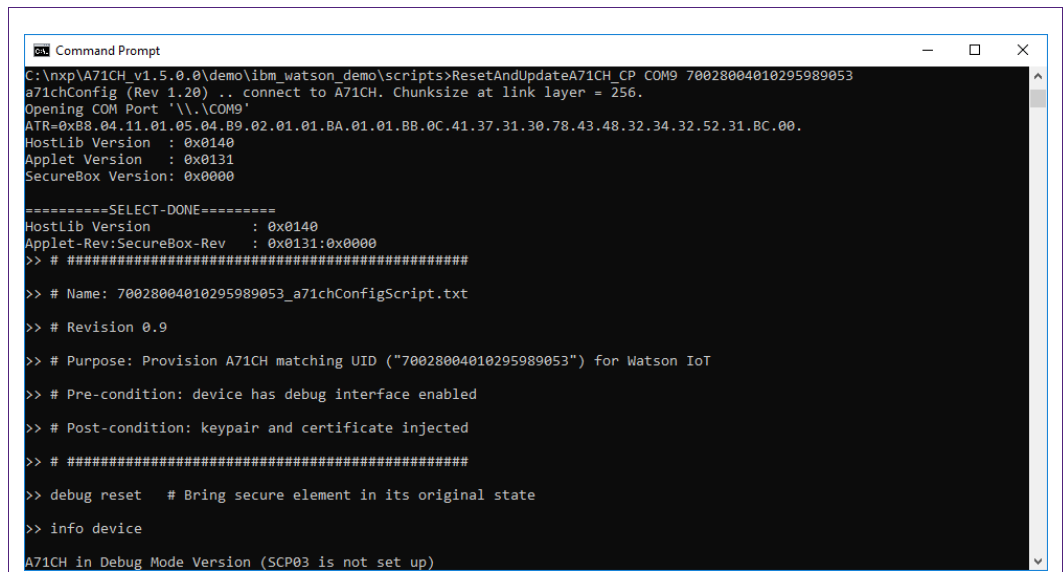 Command Prompt
C:\nxp\A71CH_v1.5.0.0\demo\ibm_watson_demo\scripts>ResetAndUpdateA71CH_CP COM9 70028004010295989053
a71chConfig (Rev 1.20) .. connect to A71CH. Chunksize at link layer = 256.
Opening COM Port '\\.\COM9'
ATR=0xB8.04.11.01.05.04.B9.02.01.01.BA.01.01.BB.0C.41.37.31.30.78.43.48.32.34.32.52.31.BC.00.
HostLib Version  : 0x0140
Applet Version   : 0x0131
SecureBox Version: 0x0000
==========SELECT-DONE=========
HostLib Version            : 0x0140
Applet-Rev:SecureBox-Rev   : 0x0131:0x0000
>> # ################################################
>> # Name: 70028004010295989053_a71chConfigScript.txt
>> # Revision 0.9
>> # Purpose: Provision A71CH matching UID ("70028004010295989053") for Watson IoT
>> # Pre-condition: device has debug interface enabled
>> # Post-condition: keypair and certificate injected
>> # ################################################
>> debug reset   # Bring secure element in its original state
>> info device
A71CH in Debug Mode Version (SCP03 is not set up)